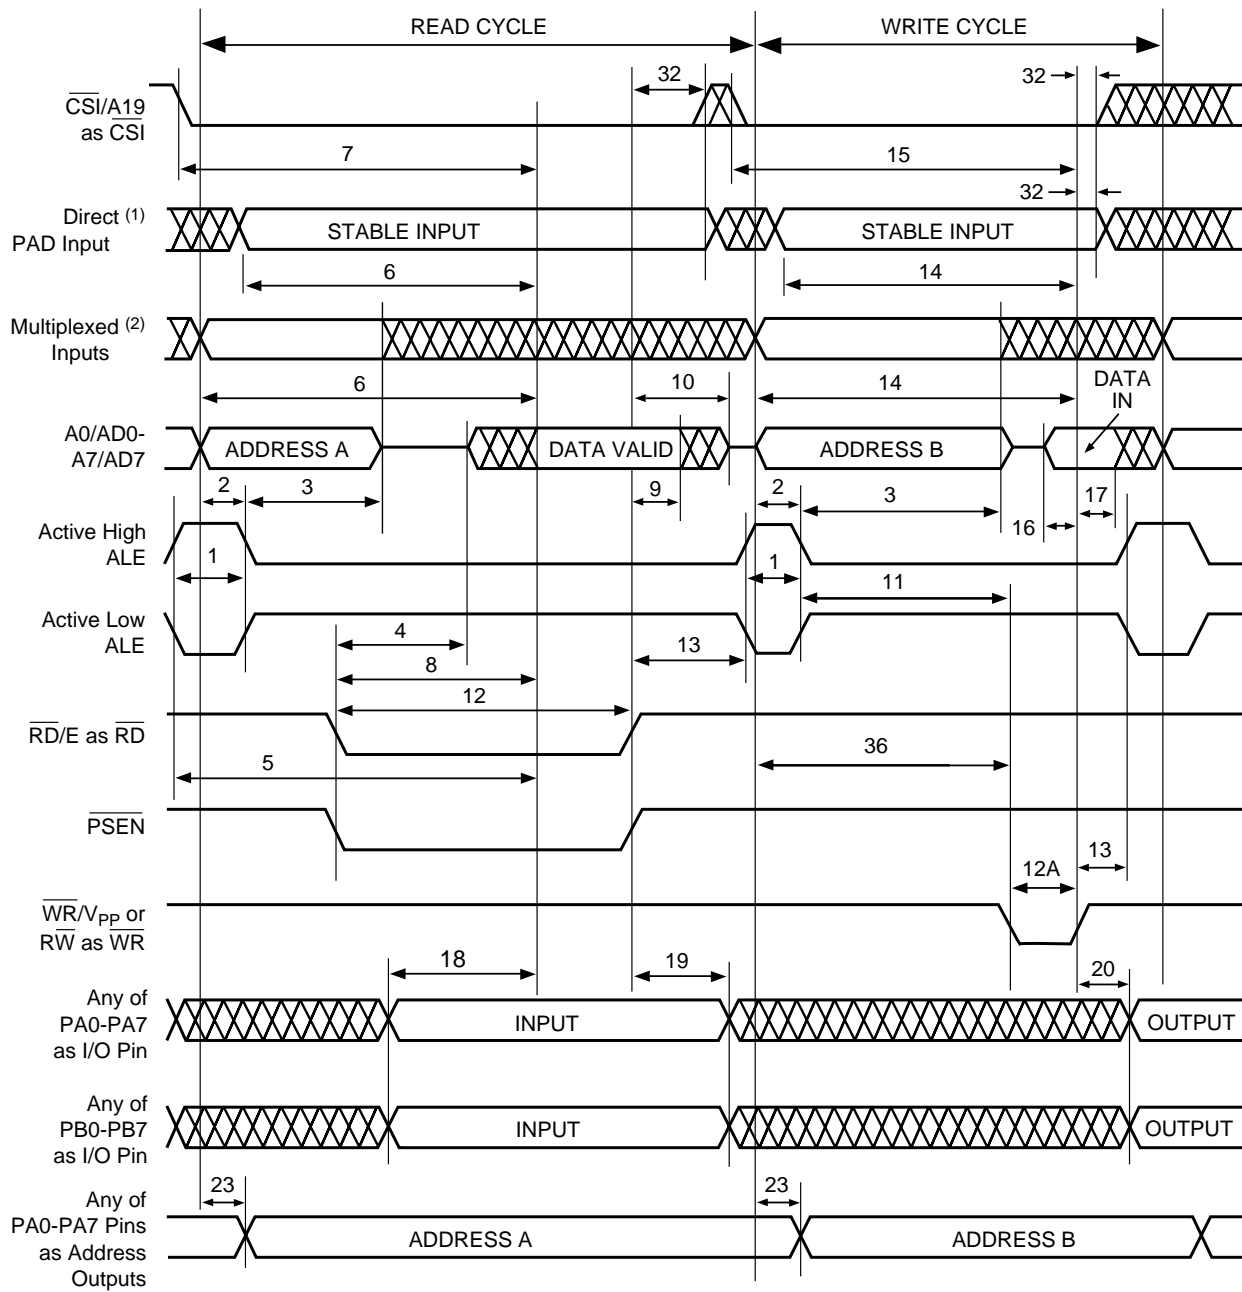 READ CYCLE
WRITE CYCLE
32
32
CSI/A19
as CSI
7
15
32
Direct (1)
PAD Input
STABLE INPUT
STABLE INPUT
6
14
Multiplexed (2)
Inputs
6
10
14
DATA
IN
A0/AD0-
A7/AD7
ADDRESS A
DATA VALID
ADDRESS B
2
3
9
2
3
17
16
Active High
ALE
1
1
11
Active Low
ALE
4
13
8
12
RD/E as RD
36
5
PSEN
13
12A
WR/VPP or
RW as WR
18
19
20
Any of
PA0-PA7
as I/O Pin
INPUT
OUTPUT
Any of
PB0-PB7
as I/O Pin
INPUT
OUTPUT
23
23
Any of
PA0-PA7 Pins
as Address
Outputs
ADDRESS A
ADDRESS B